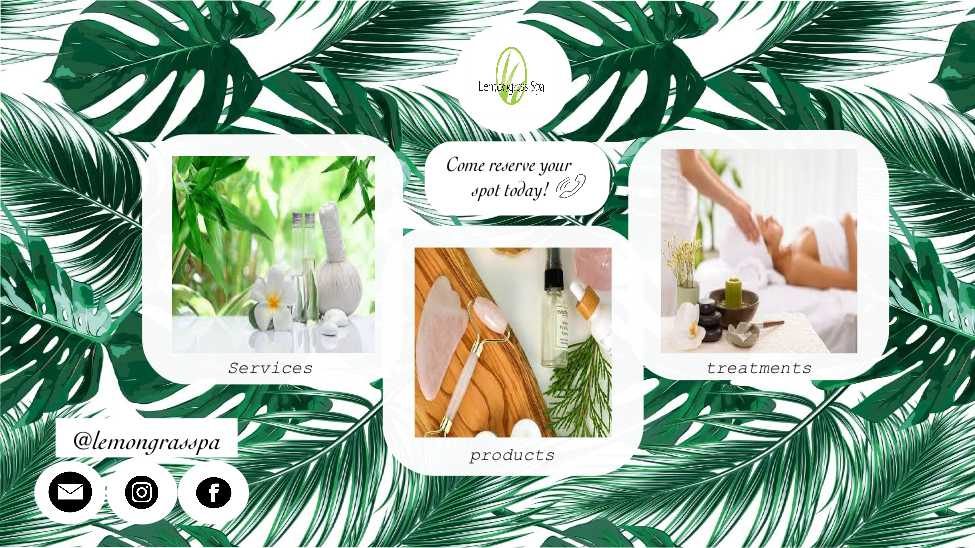 Lemongrass Spa
Come reserve your
spot today!
Services
treatments
products
@lemongrasspa